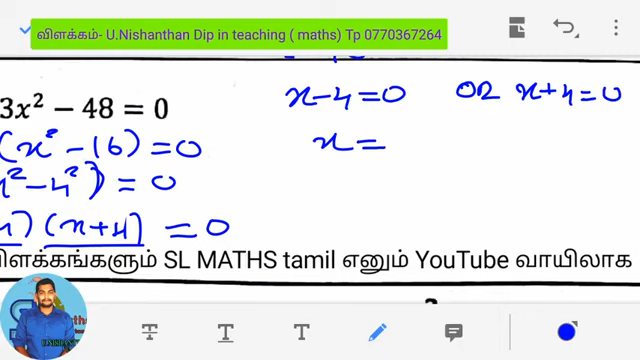 விளக்கம்- U.Nishanthan Dip in teaching ( maths) Tp 0770367264
3x² − 48 = 0
(x² − 16) = 0
x² − 4²) = 0
) (x+4) = 0
x − 4 = 0 OR x + 4 = 0
x =
ளக்கங்களும் SL MATHS tamil எனும் YouTube வாயிலாக